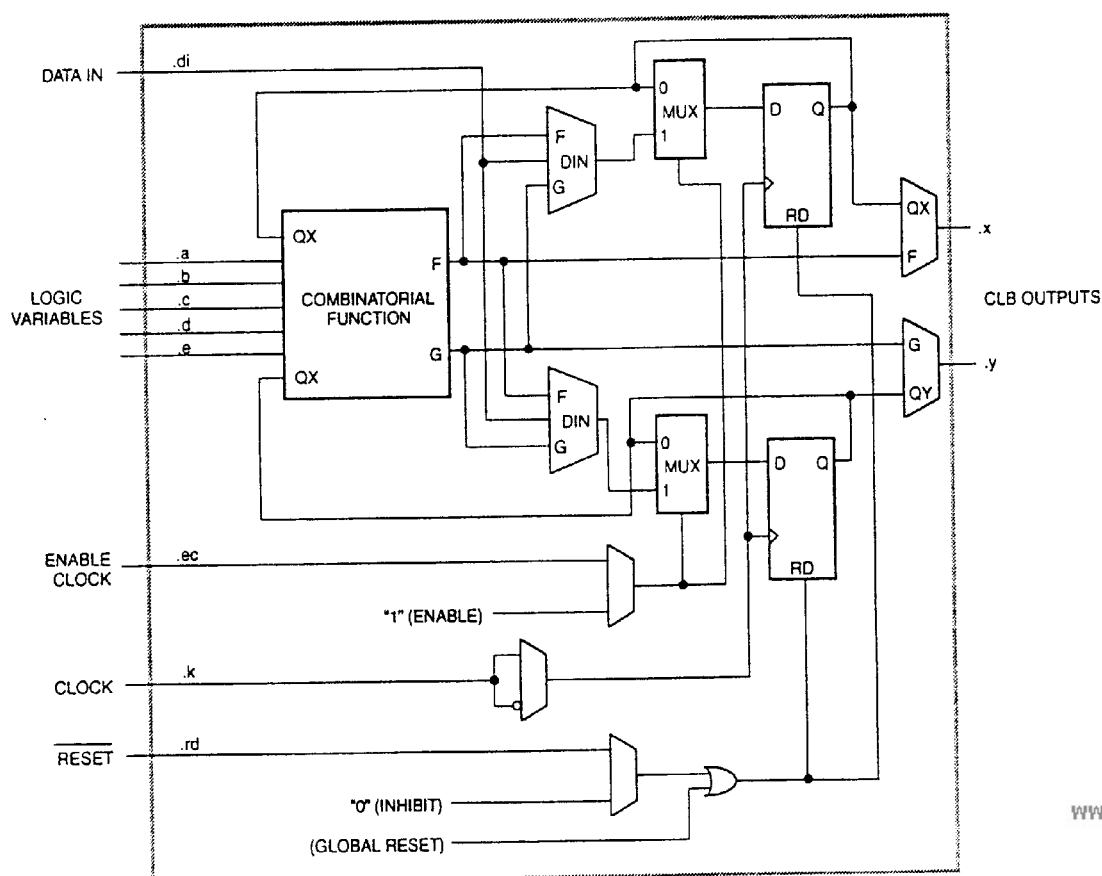 DATA IN
.di
0
MUX
1
D
Q
RD
F
DIN
G
QX
F
.x
QX
.a
.b
.c
.d
.e
LOGIC
VARIABLES
COMBINATORIAL
FUNCTION
F
G
QX
CLB OUTPUTS
G
QY
.y
F
DIN
G
0
MUX
1
D
Q
RD
ENABLE
CLOCK
.ec
"1" (ENABLE)
CLOCK
.k
RESET
.rd
"0" (INHIBIT)
(GLOBAL RESET)
WW